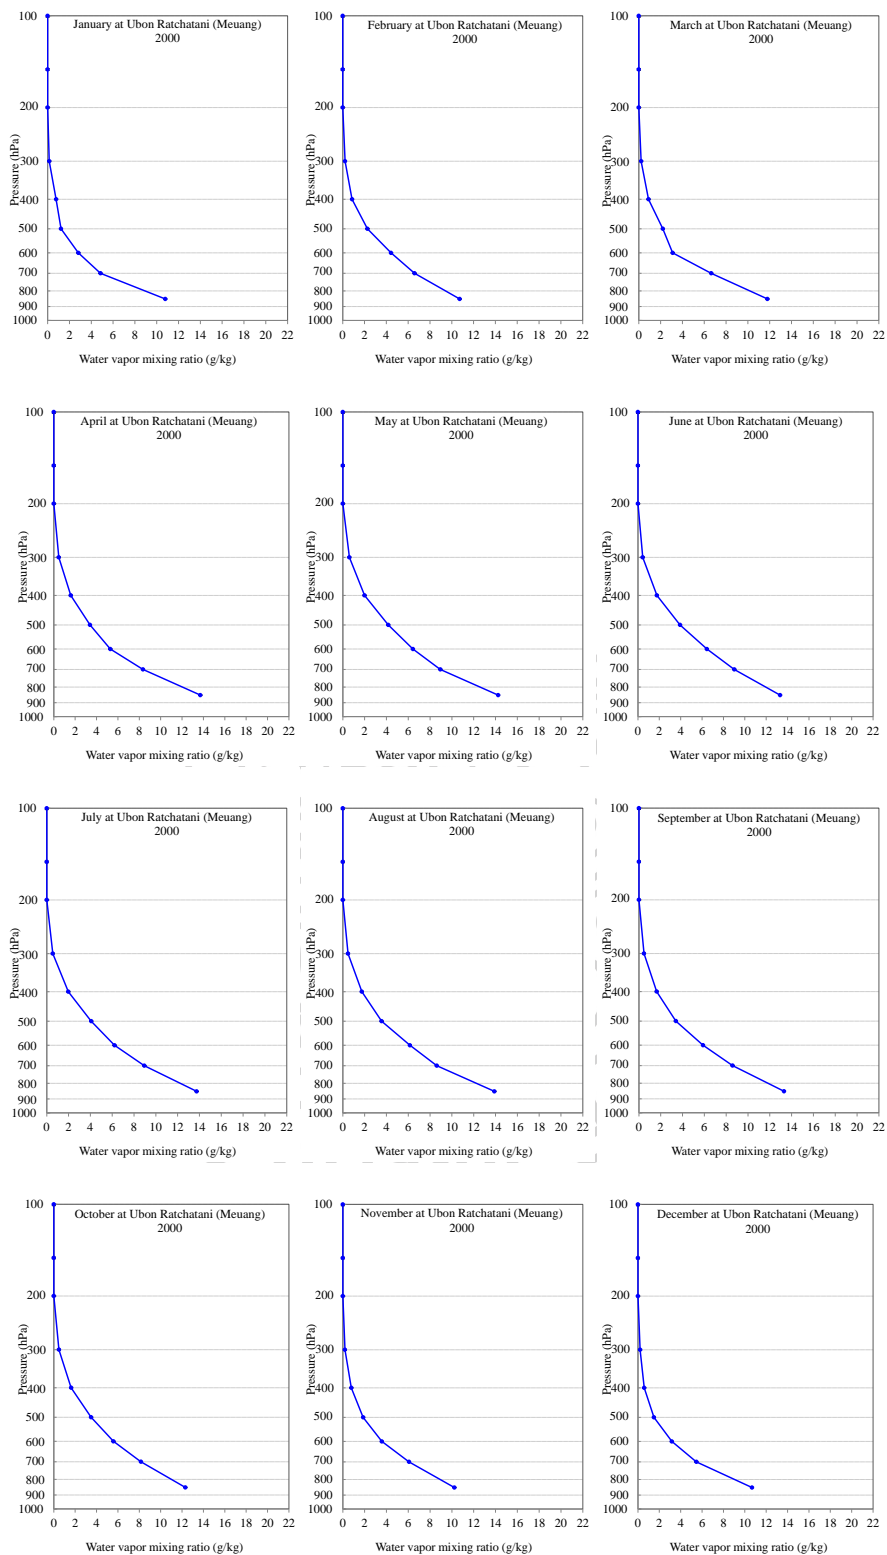 January at Ubon Ratchatani (Meuang)
2000
Pressure (hPa)
100
200
300
400
500
600
700
800
900
1000
0 2 4 6 8 10 12 14 16 18 20 22
Water vapor mixing ratio (g/kg)
February at Ubon Ratchatani (Meuang)
2000
Pressure (hPa)
100
200
300
400
500
600
700
800
900
1000
0 2 4 6 8 10 12 14 16 18 20 22
Water vapor mixing ratio (g/kg)
March at Ubon Ratchatani (Meuang)
2000
Pressure (hPa)
100
200
300
400
500
600
700
800
900
1000
0 2 4 6 8 10 12 14 16 18 20 22
Water vapor mixing ratio (g/kg)
April at Ubon Ratchatani (Meuang)
2000
Pressure (hPa)
100
200
300
400
500
600
700
800
900
1000
0 2 4 6 8 10 12 14 16 18 20 22
Water vapor mixing ratio (g/kg)
May at Ubon Ratchatani (Meuang)
2000
Pressure (hPa)
100
200
300
400
500
600
700
800
900
1000
0 2 4 6 8 10 12 14 16 18 20 22
Water vapor mixing ratio (g/kg)
June at Ubon Ratchatani (Meuang)
2000
Pressure (hPa)
100
200
300
400
500
600
700
800
900
1000
0 2 4 6 8 10 12 14 16 18 20 22
Water vapor mixing ratio (g/kg)
July at Ubon Ratchatani (Meuang)
2000
Pressure (hPa)
100
200
300
400
500
600
700
800
900
1000
0 2 4 6 8 10 12 14 16 18 20 22
Water vapor mixing ratio (g/kg)
August at Ubon Ratchatani (Meuang)
2000
Pressure (hPa)
100
200
300
400
500
600
700
800
900
1000
0 2 4 6 8 10 12 14 16 18 20 22
Water vapor mixing ratio (g/kg)
September at Ubon Ratchatani (Meuang)
2000
Pressure (hPa)
100
200
300
400
500
600
700
800
900
1000
0 2 4 6 8 10 12 14 16 18 20 22
Water vapor mixing ratio (g/kg)
October at Ubon Ratchatani (Meuang)
2000
Pressure (hPa)
100
200
300
400
500
600
700
800
900
1000
0 2 4 6 8 10 12 14 16 18 20 22
Water vapor mixing ratio (g/kg)
November at Ubon Ratchatani (Meuang)
2000
Pressure (hPa)
100
200
300
400
500
600
700
800
900
1000
0 2 4 6 8 10 12 14 16 18 20 22
Water vapor mixing ratio (g/kg)
December at Ubon Ratchatani (Meuang)
2000
Pressure (hPa)
100
200
300
400
500
600
700
800
900
1000
0 2 4 6 8 10 12 14 16 18 20 22
Water vapor mixing ratio (g/kg)